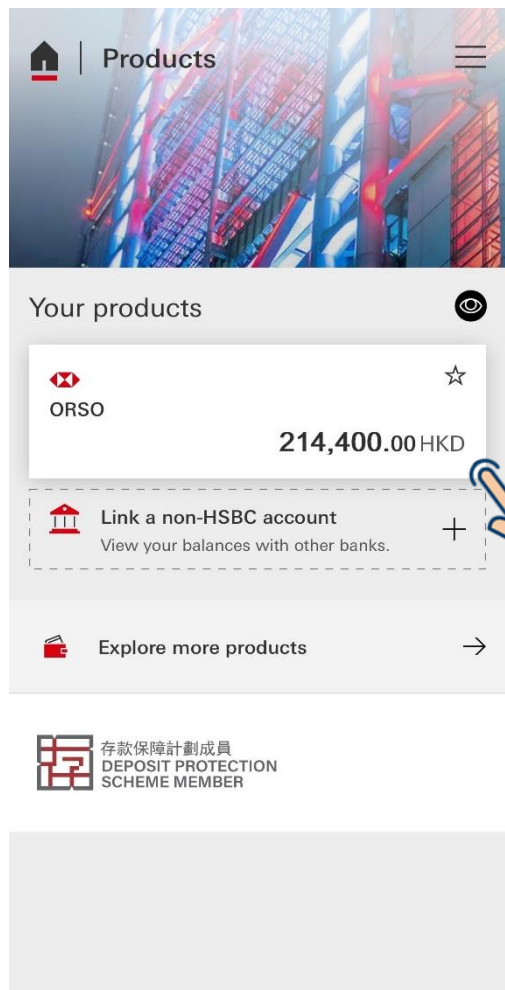 Products
Your products
ORSO
214,400.00 HKD
Link a non-HSBC account
View your balances with other banks.
Explore more products
存款保障計劃成員
DEPOSIT PROTECTION
SCHEME MEMBER